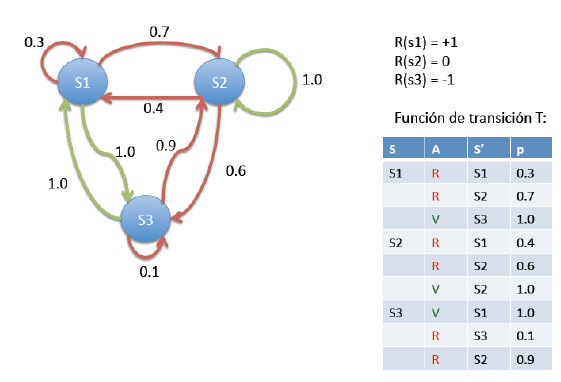 0.3
0.7
S1
S2
1.0
0.4
1.0
0.9
0.6
1.0
S3
0.1
R(s1) = +1
R(s2) = 0
R(s3) = -1
Función de transición T:
S A S’ p
S1 R S1 0.3
R S2 0.7
V S3 1.0
S2 R S1 0.4
R S2 0.6
V S2 1.0
S3 V S1 1.0
R S3 0.1
R S2 0.9